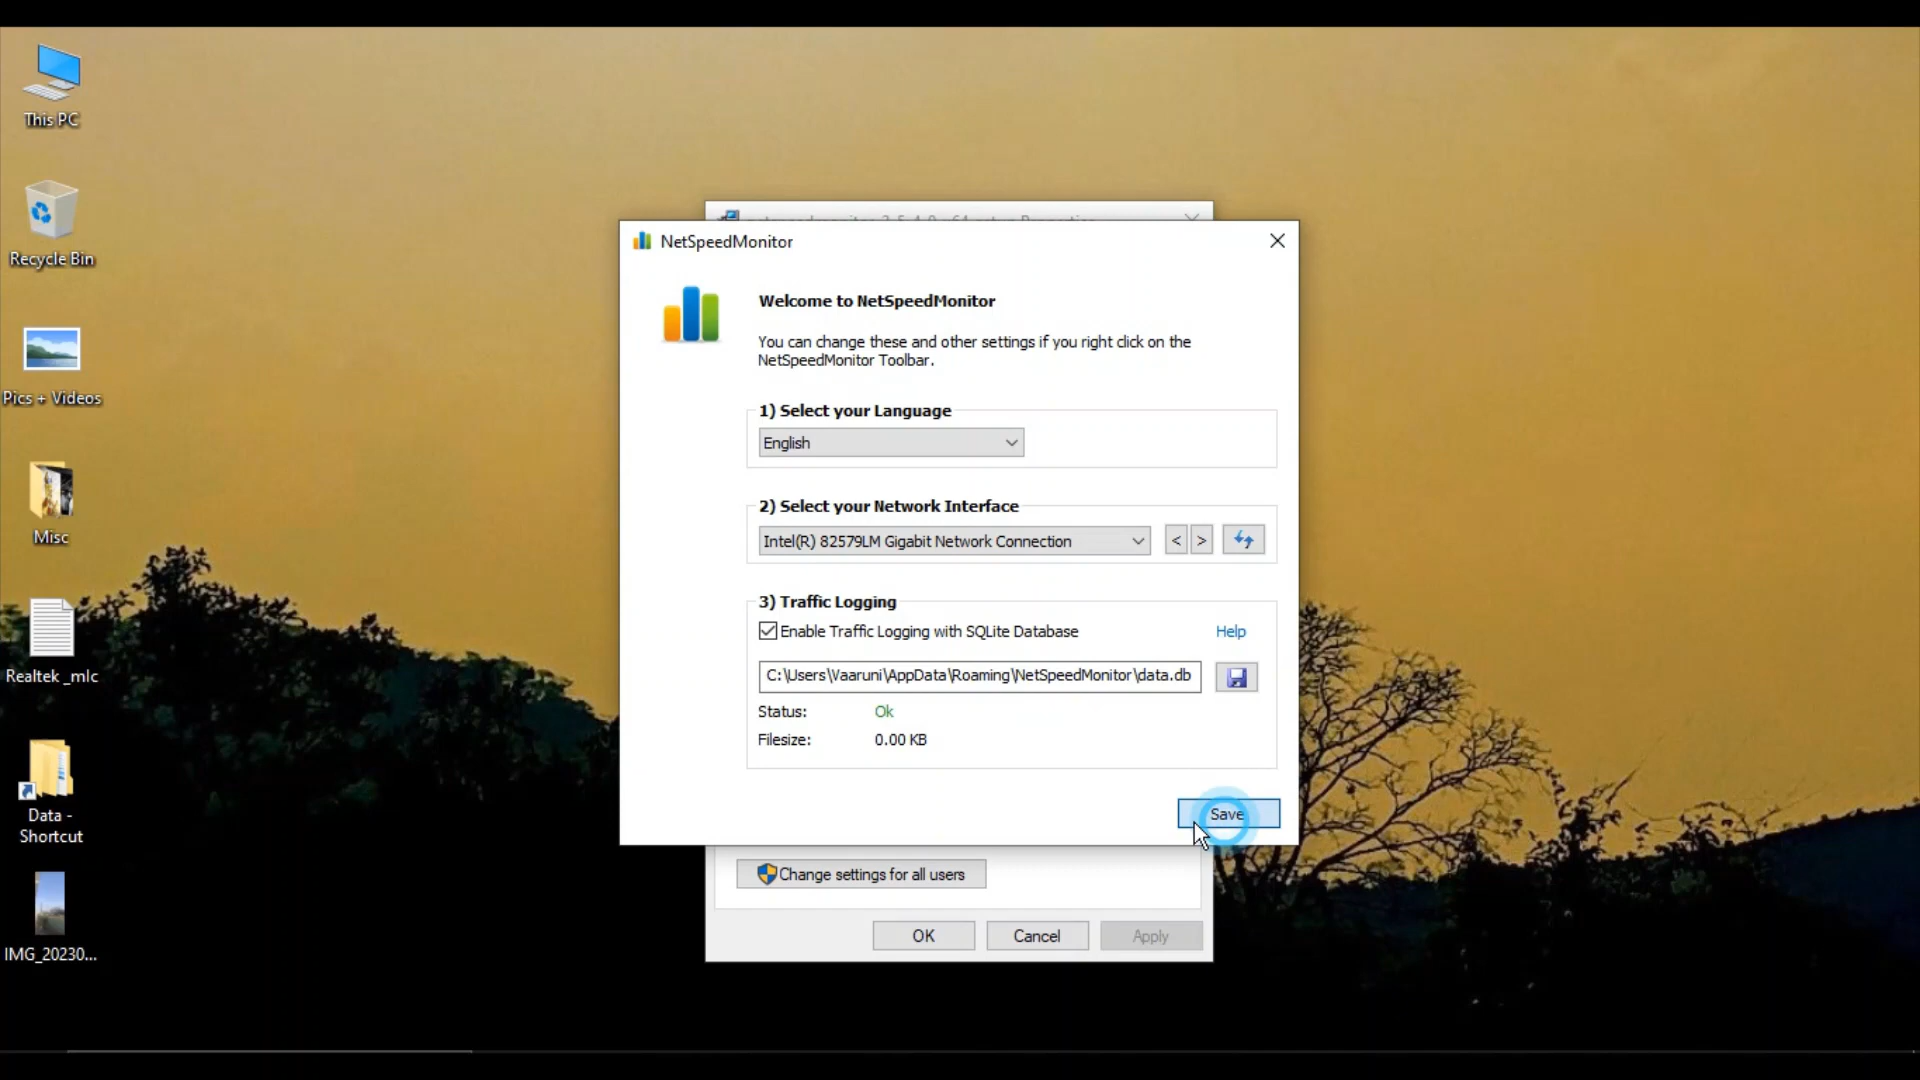 This PC
Recycle Bin
Pics + Videos
Misc
Realtek _mlc
Data -
Shortcut
IMG_20230...
NetSpeedMonitor
Welcome to NetSpeedMonitor
You can change these and other settings if you right click on the
NetSpeedMonitor Toolbar.
1) Select your Language
English
2) Select your Network Interface
Intel(R) 82579LM Gigabit Network Connection
< >
3) Traffic Logging
Enable Traffic Logging with SQLite Database Help
C:\Users\Vaaruni\AppData\Roaming\NetSpeedMonitor\data.db
Status: Ok
Filesize: 0.00 KB
Save
Change settings for all users
OK Cancel Apply